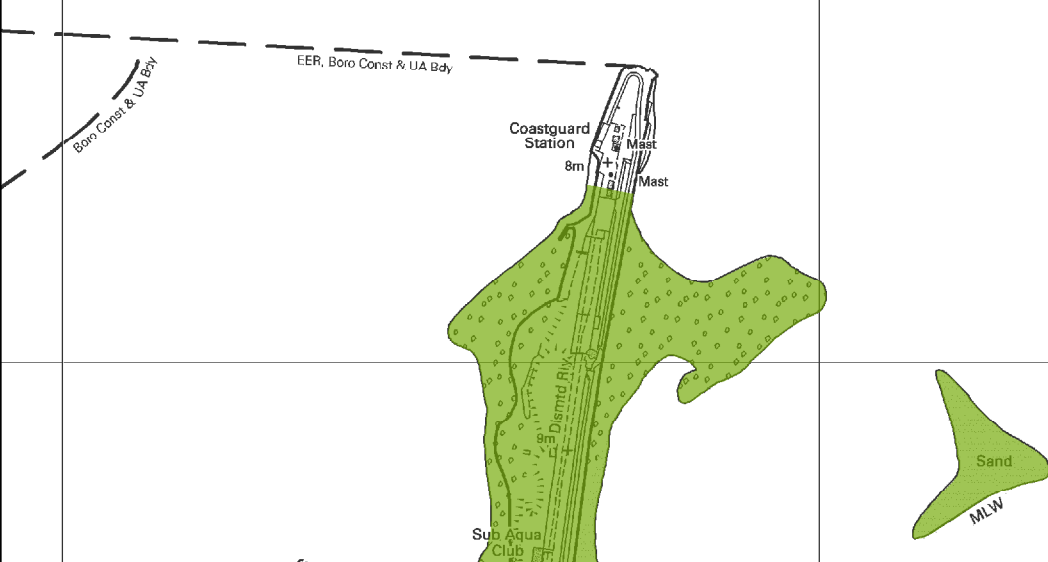 EER, Boro Const & UA Bdy
Boro Const & UA Bdy
Coastguard
Station
Mast
8m
Mast
Dismtd Rly
9m
Sand
MLW
Sub Aqua
Club